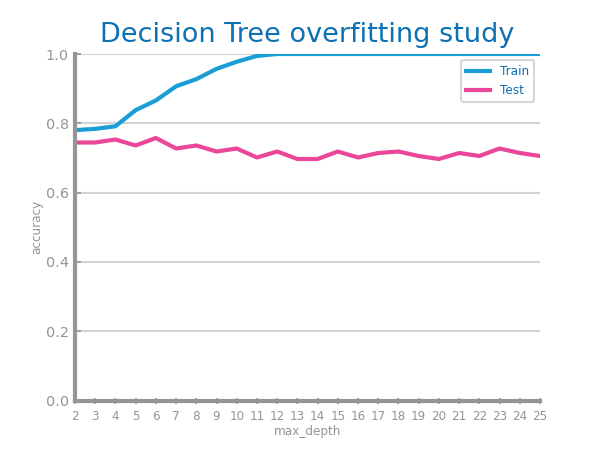 Decision Tree overfitting study
1.0
Train
Test
0.8
0.6
accuracy
0.4
0.2
0.0
2 3 4 5 6 7 8 9 10 11 12 13 14 15 16 17 18 19 20 21 22 23 24 25
max_depth